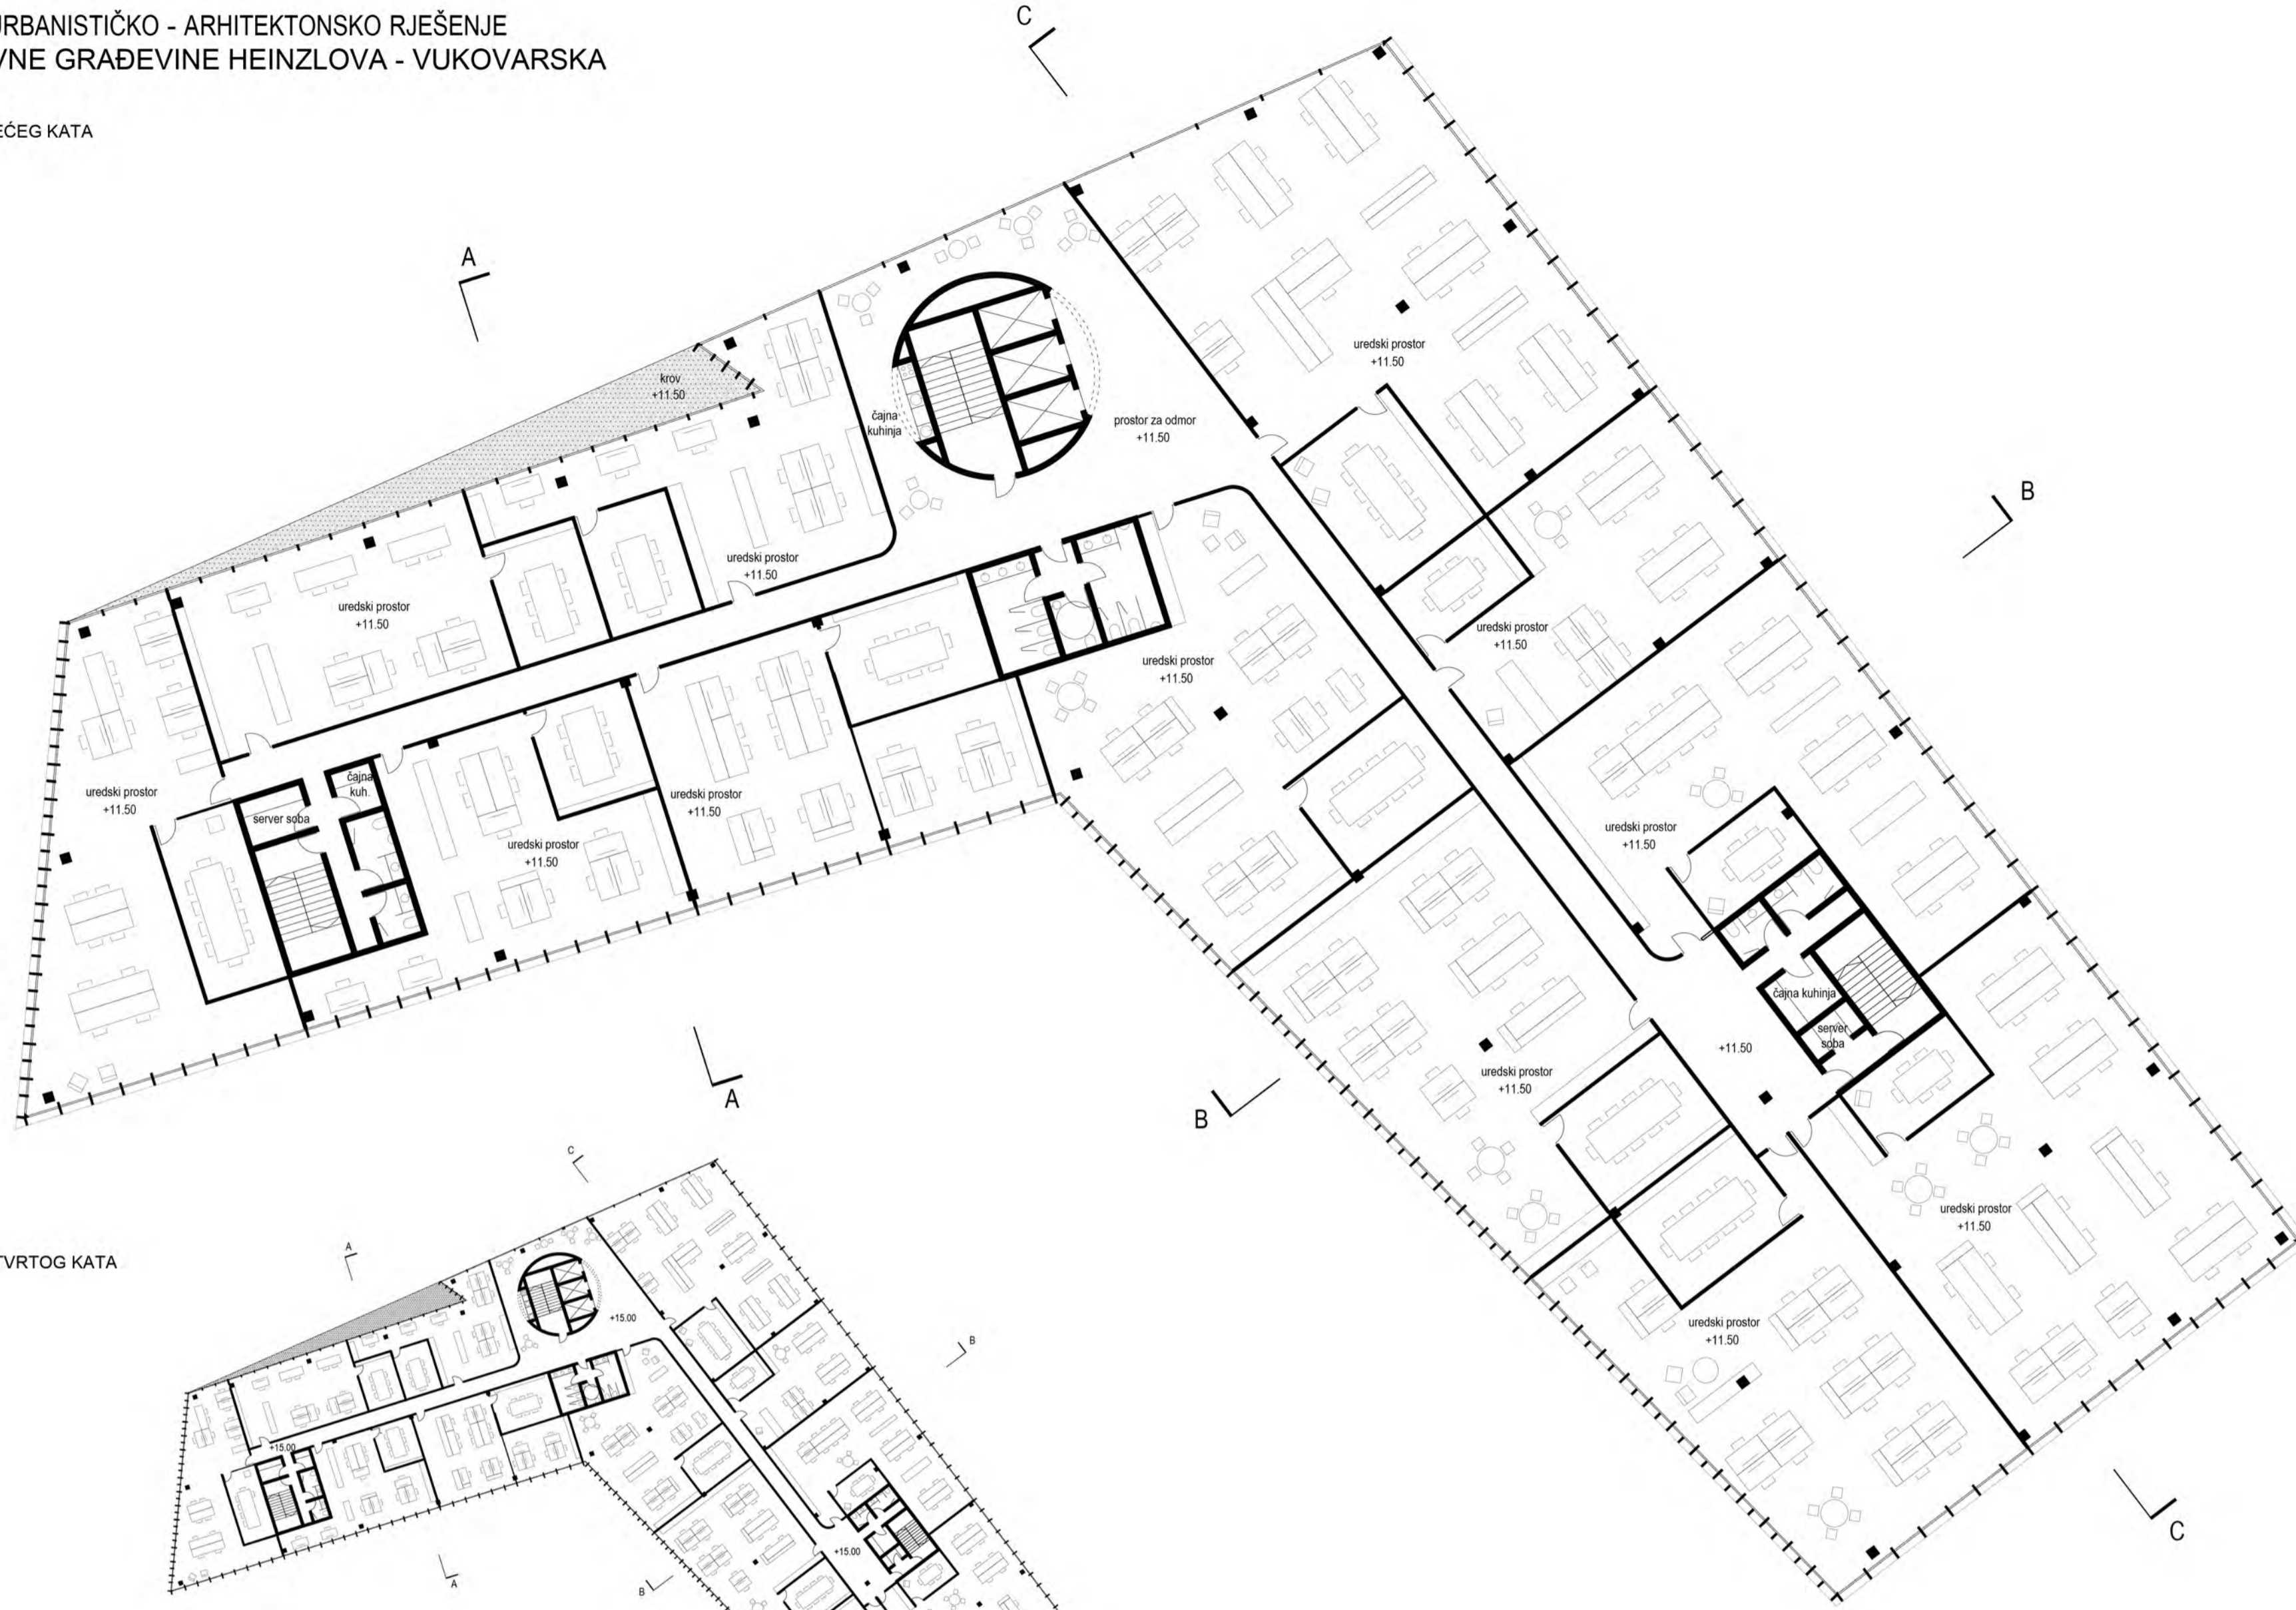 URBANISTIČKO - ARHITEKTONSKO RJEŠENJE
VNE GRAĐEVINE HEINZLOVA - VUKOVARSKA
EĆEG KATA
C
A
krov
+11.50
uredski prostor
+11.50
čajna
kuhinja
prostor za odmor
+11.50
B
uredski prostor
+11.50
uredski prostor
+11.50
uredski prostor
+11.50
uredski prostor
+11.50
uredski prostor
+11.50
čajna
kuh.
server soba
uredski prostor
+11.50
uredski prostor
+11.50
uredski prostor
+11.50
čajna kuhinja
server
soba
+11.50
uredski prostor
+11.50
A
B
uredski prostor
+11.50
uredski prostor
+11.50
C
TVRTOG KATA
C
A
+15.00
B
+15.00
+15.00
A
B